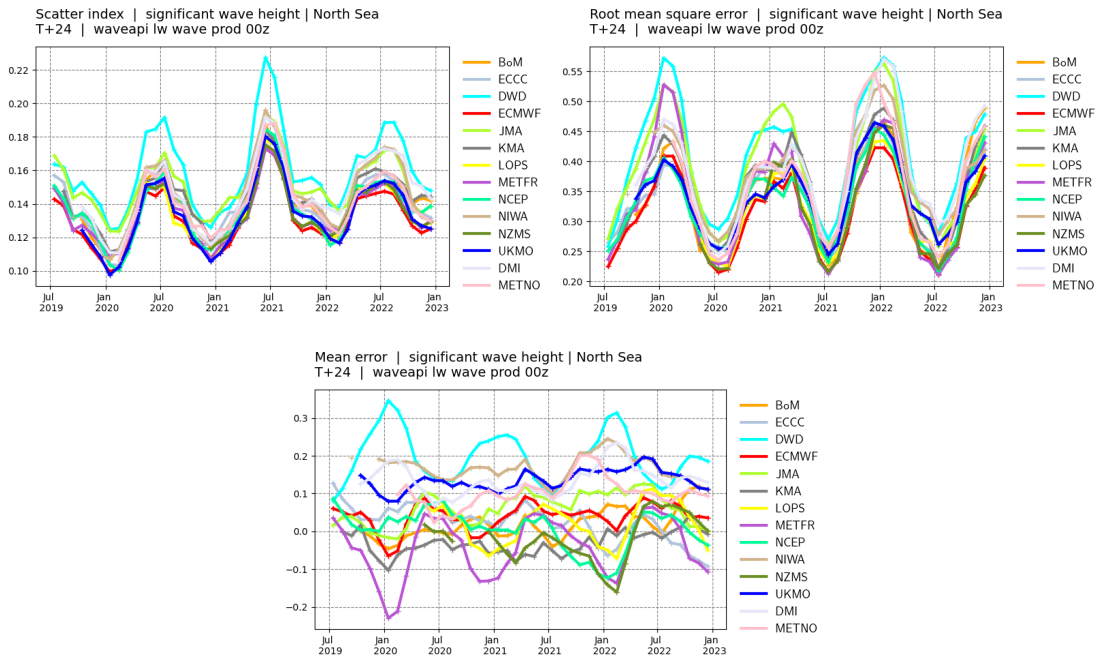 Scatter index | significant wave height | North Sea
T+24 | waveapi lw wave prod 00z
0.22
0.20
0.18
0.16
0.14
0.12
0.10
Jul 2019
Jan 2020
Jul 2020
Jan 2021
Jul 2021
Jan 2022
Jul 2022
Jan 2023
BoM
ECCC
DWD
ECMWF
JMA
KMA
LOPS
METFR
NCEP
NIWA
NZMS
UKMO
DMI
METNO
Root mean square error | significant wave height | North Sea
T+24 | waveapi lw wave prod 00z
0.55
0.50
0.45
0.40
0.35
0.30
0.25
0.20
Jul 2019
Jan 2020
Jul 2020
Jan 2021
Jul 2021
Jan 2022
Jul 2022
Jan 2023
BoM
ECCC
DWD
ECMWF
JMA
KMA
LOPS
METFR
NCEP
NIWA
NZMS
UKMO
DMI
METNO
Mean error | significant wave height | North Sea
T+24 | waveapi lw wave prod 00z
0.3
0.2
0.1
0.0
−0.1
−0.2
Jul 2019
Jan 2020
Jul 2020
Jan 2021
Jul 2021
Jan 2022
Jul 2022
Jan 2023
BoM
ECCC
DWD
ECMWF
JMA
KMA
LOPS
METFR
NCEP
NIWA
NZMS
UKMO
DMI
METNO